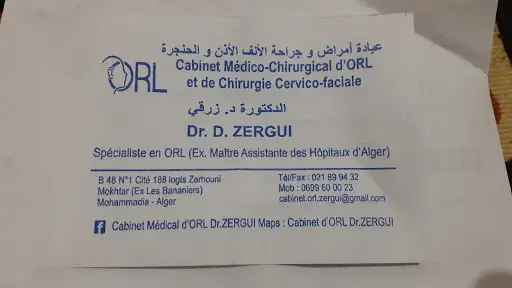 عيادة أمراض و جراحة الأنف الأذن و الحنجرة
ORL
Cabinet Médico-Chirurgical d'ORL
et de Chirurgie Cervico-faciale
الدكتورة د. زرقي
Dr. D. ZERGUI
Spécialiste en ORL (Ex. Maître Assistante des Hôpitaux d'Alger)
B 48 N°1 Cité 188 logts Zerhouni
Mokhtar (Ex Les Bananiers)
Mohammadia - Alger
Tél/Fax : 021 89 94 32
Mob : 0699 60 00 23
cabinet.orl.zergui@gmail.com
f Cabinet Médical d'ORL Dr.ZERGUI Maps : Cabinet d'ORL Dr.ZERGUI